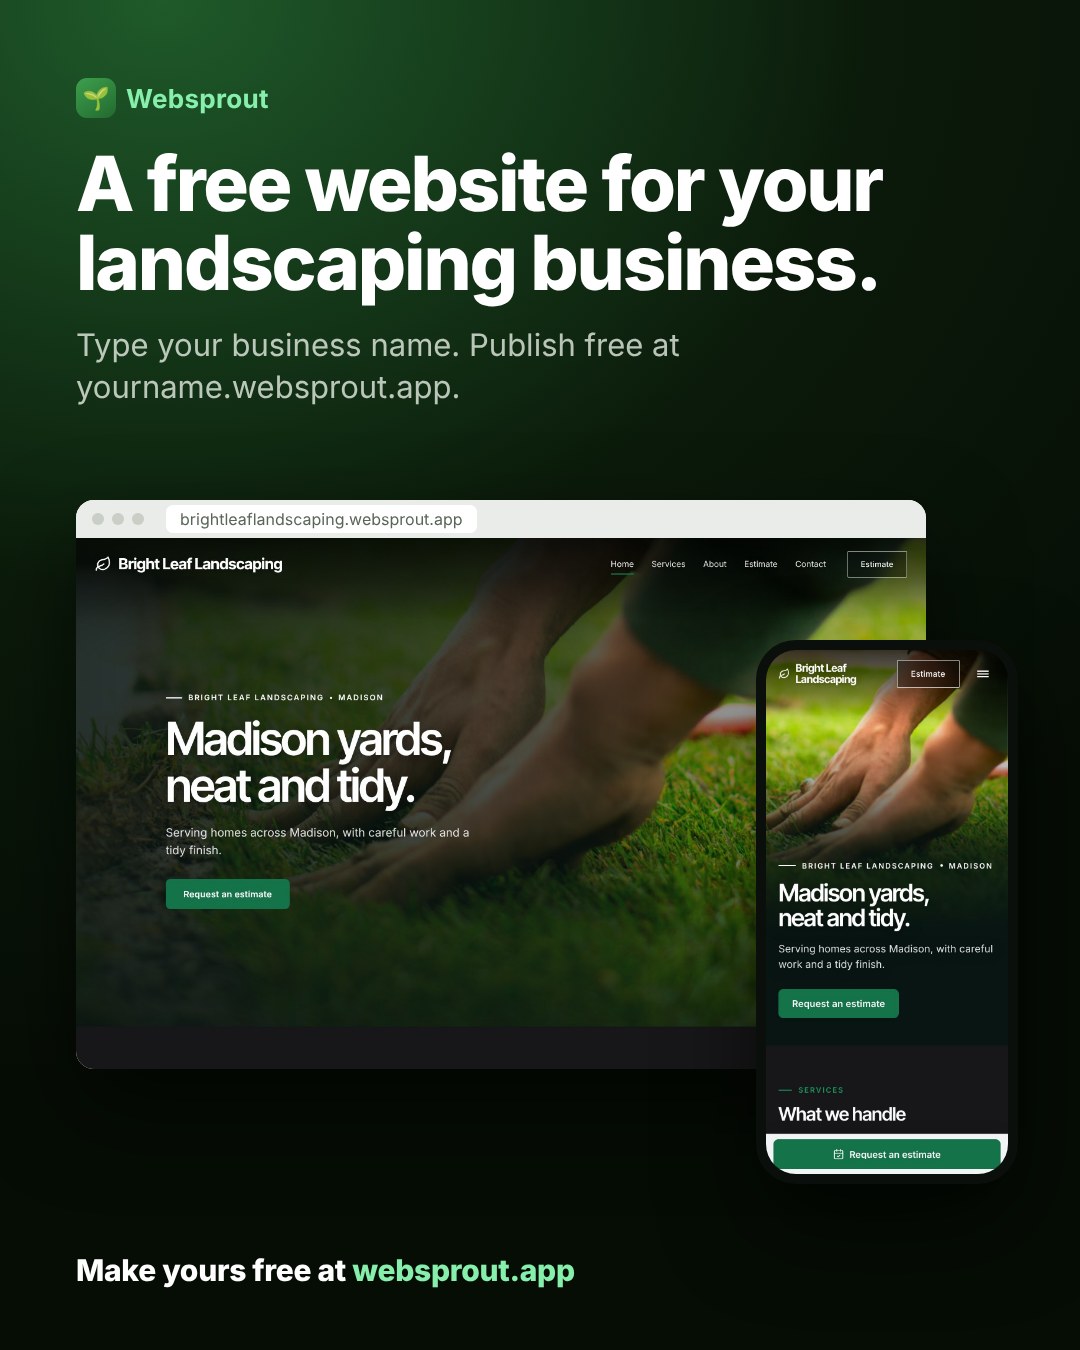 Websprout
A free website for your
landscaping business.
Type your business name. Publish free at
yourname.websprout.app.
brightleaflandscaping.websprout.app
Bright Leaf Landscaping
Home Services About Estimate Contact Estimate
BRIGHT LEAF LANDSCAPING • MADISON
Madison yards,
neat and tidy.
Serving homes across Madison, with careful work and a
tidy finish.
Request an estimate
Bright Leaf
Landscaping
Estimate
BRIGHT LEAF LANDSCAPING • MADISON
Madison yards,
neat and tidy.
Serving homes across Madison, with careful
work and a tidy finish.
Request an estimate
SERVICES
What we handle
Request an estimate
Make yours free at websprout.app